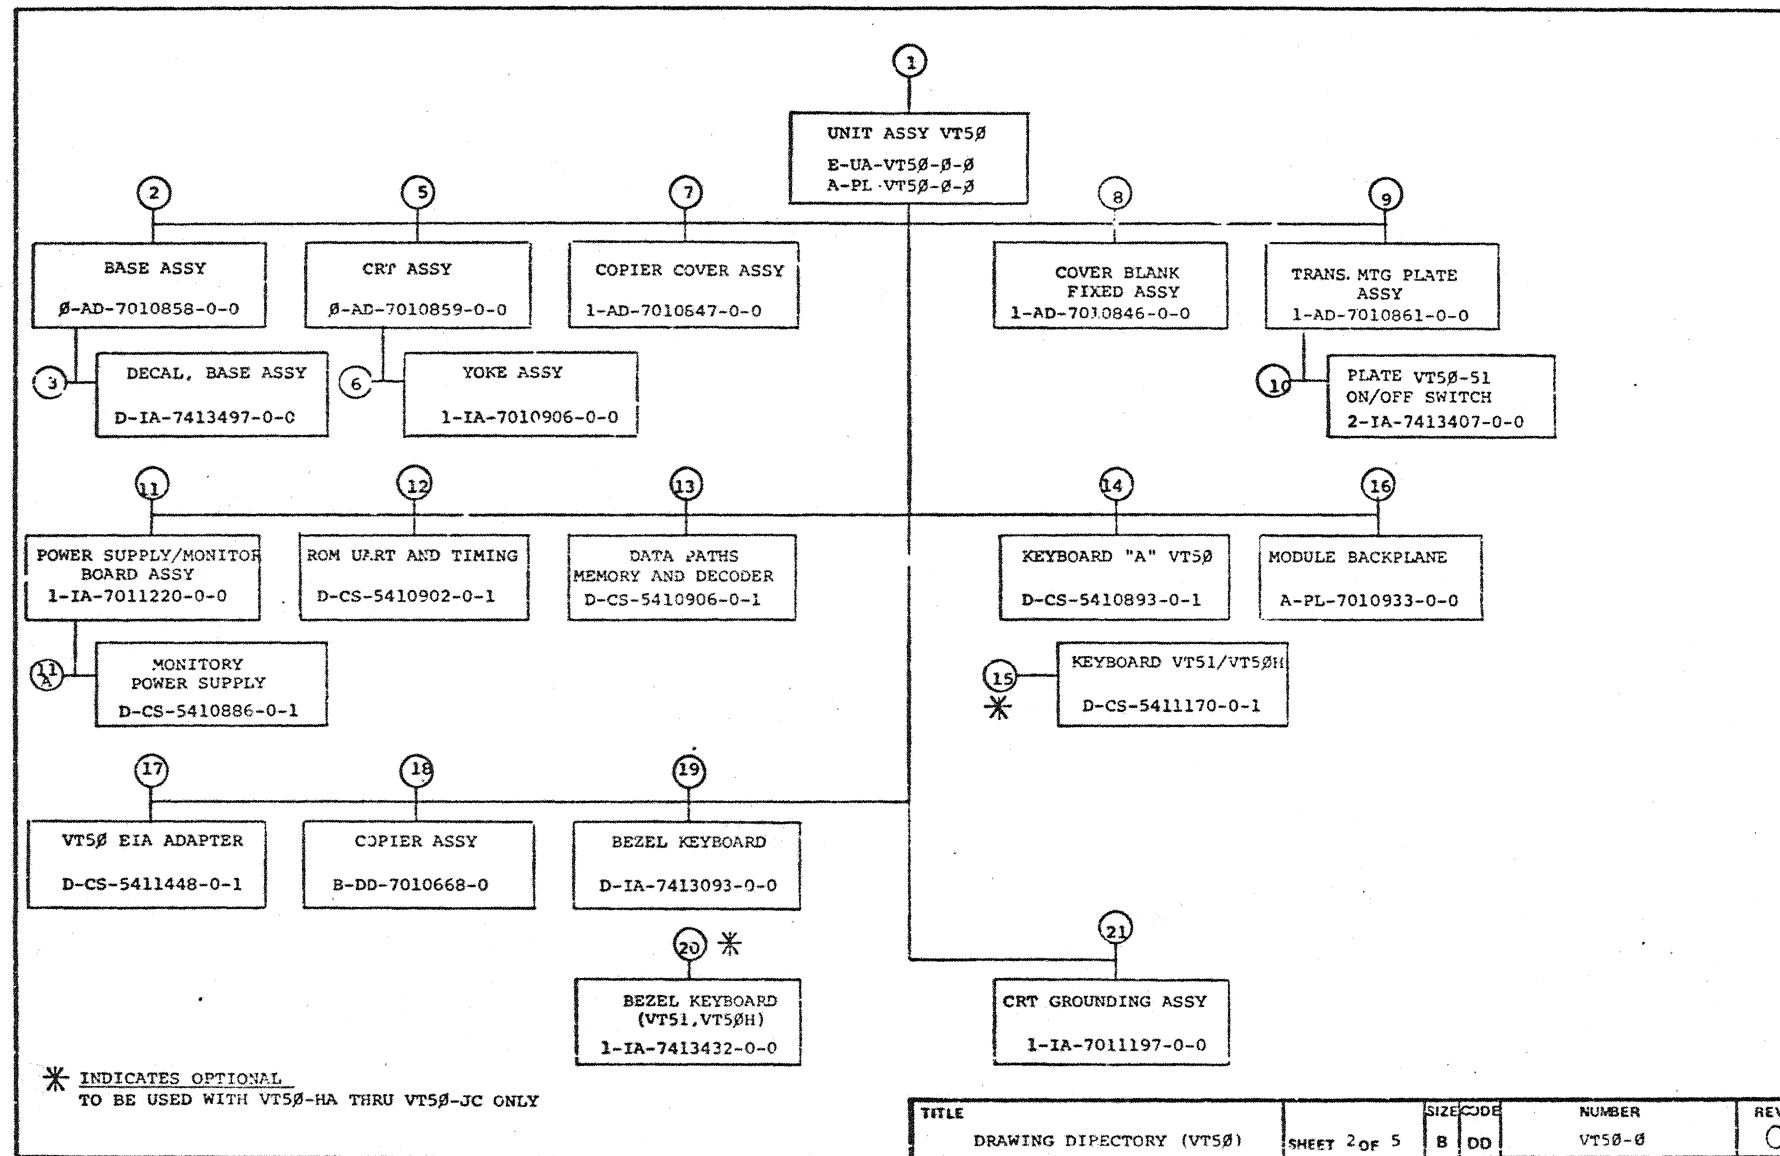 1
UNIT ASSY VT5Ø
E-UA-VT5Ø-Ø-Ø
A-PL-VT5Ø-Ø-Ø
2
BASE ASSY
Ø-AD-7010858-0-0
3
DECAL, BASE ASSY
D-IA-7413497-0-0
5
CRT ASSY
Ø-AD-7010859-0-0
6
YOKE ASSY
1-IA-7010906-0-0
7
COPIER COVER ASSY
1-AD-7010847-0-0
8
COVER BLANK
FIXED ASSY
1-AD-7010846-0-0
9
TRANS. MTG PLATE
ASSY
1-AD-7010861-0-0
10
PLATE VT5Ø-51
ON/OFF SWITCH
2-IA-7413407-0-0
11
POWER SUPPLY/MONITOR
BOARD ASSY
1-IA-7011220-0-0
11
A
MONITORY
POWER SUPPLY
D-CS-5410886-0-1
12
ROM UART AND TIMING
D-CS-5410902-0-1
13
DATA PATHS
MEMORY AND DECODER
D-CS-5410906-0-1
14
KEYBOARD "A" VT5Ø
D-CS-5410893-0-1
15
*
KEYBOARD VT51/VT5ØH
D-CS-5411170-0-1
16
MODULE BACKPLANE
A-PL-7010933-0-0
17
VT5Ø EIA ADAPTER
D-CS-5411448-0-1
18
COPIER ASSY
B-DD-7010668-0
19
BEZEL KEYBOARD
D-IA-7413093-0-0
20 *
BEZEL KEYBOARD
(VT51,VT5ØH)
1-IA-7413432-0-0
21
CRT GROUNDING ASSY
1-IA-7011197-0-0
* INDICATES OPTIONAL
TO BE USED WITH VT5Ø-HA THRU VT5Ø-JC ONLY
TITLE
DRAWING DIRECTORY (VT5Ø)
SHEET 2 OF 5
SIZE
B
CODE
DD
NUMBER
VT5Ø-Ø
REV